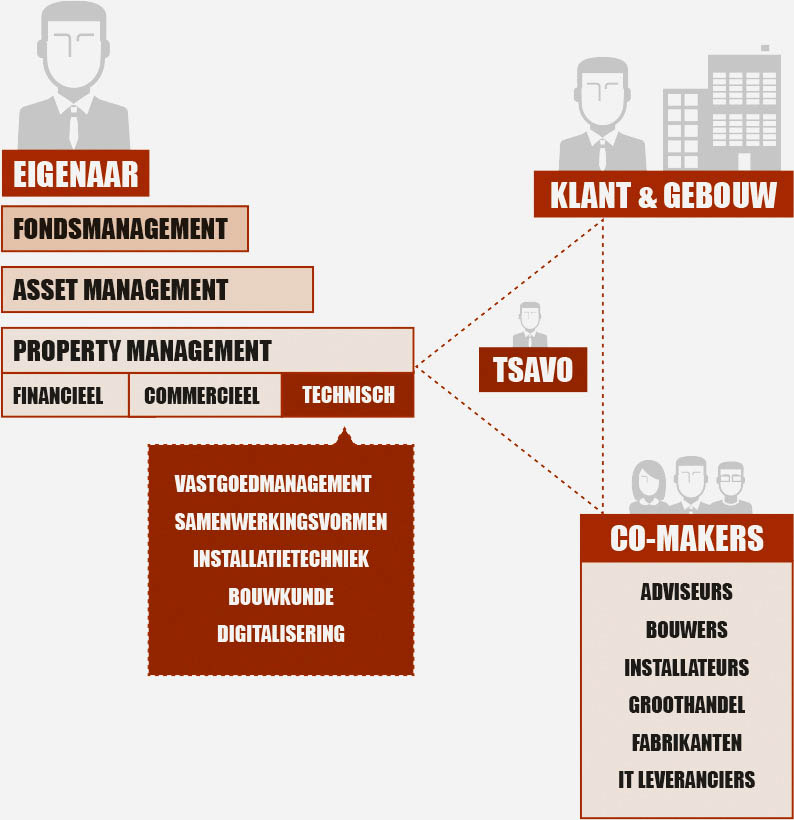 EIGENAAR
FONDSMANAGEMENT
ASSET MANAGEMENT
PROPERTY MANAGEMENT
FINANCIEEL
COMMERCIEEL
TECHNISCH
VASTGOEDMANAGEMENT
SAMENWERKINGSVORMEN
INSTALLATIETECHNIEK
BOUWKUNDE
DIGITALISERING
KLANT & GEBOUW
TSAVO
CO-MAKERS
ADVISEURS
BOUWERS
INSTALLATEURS
GROOTHANDEL
FABRIKANTEN
IT LEVERANCIERS